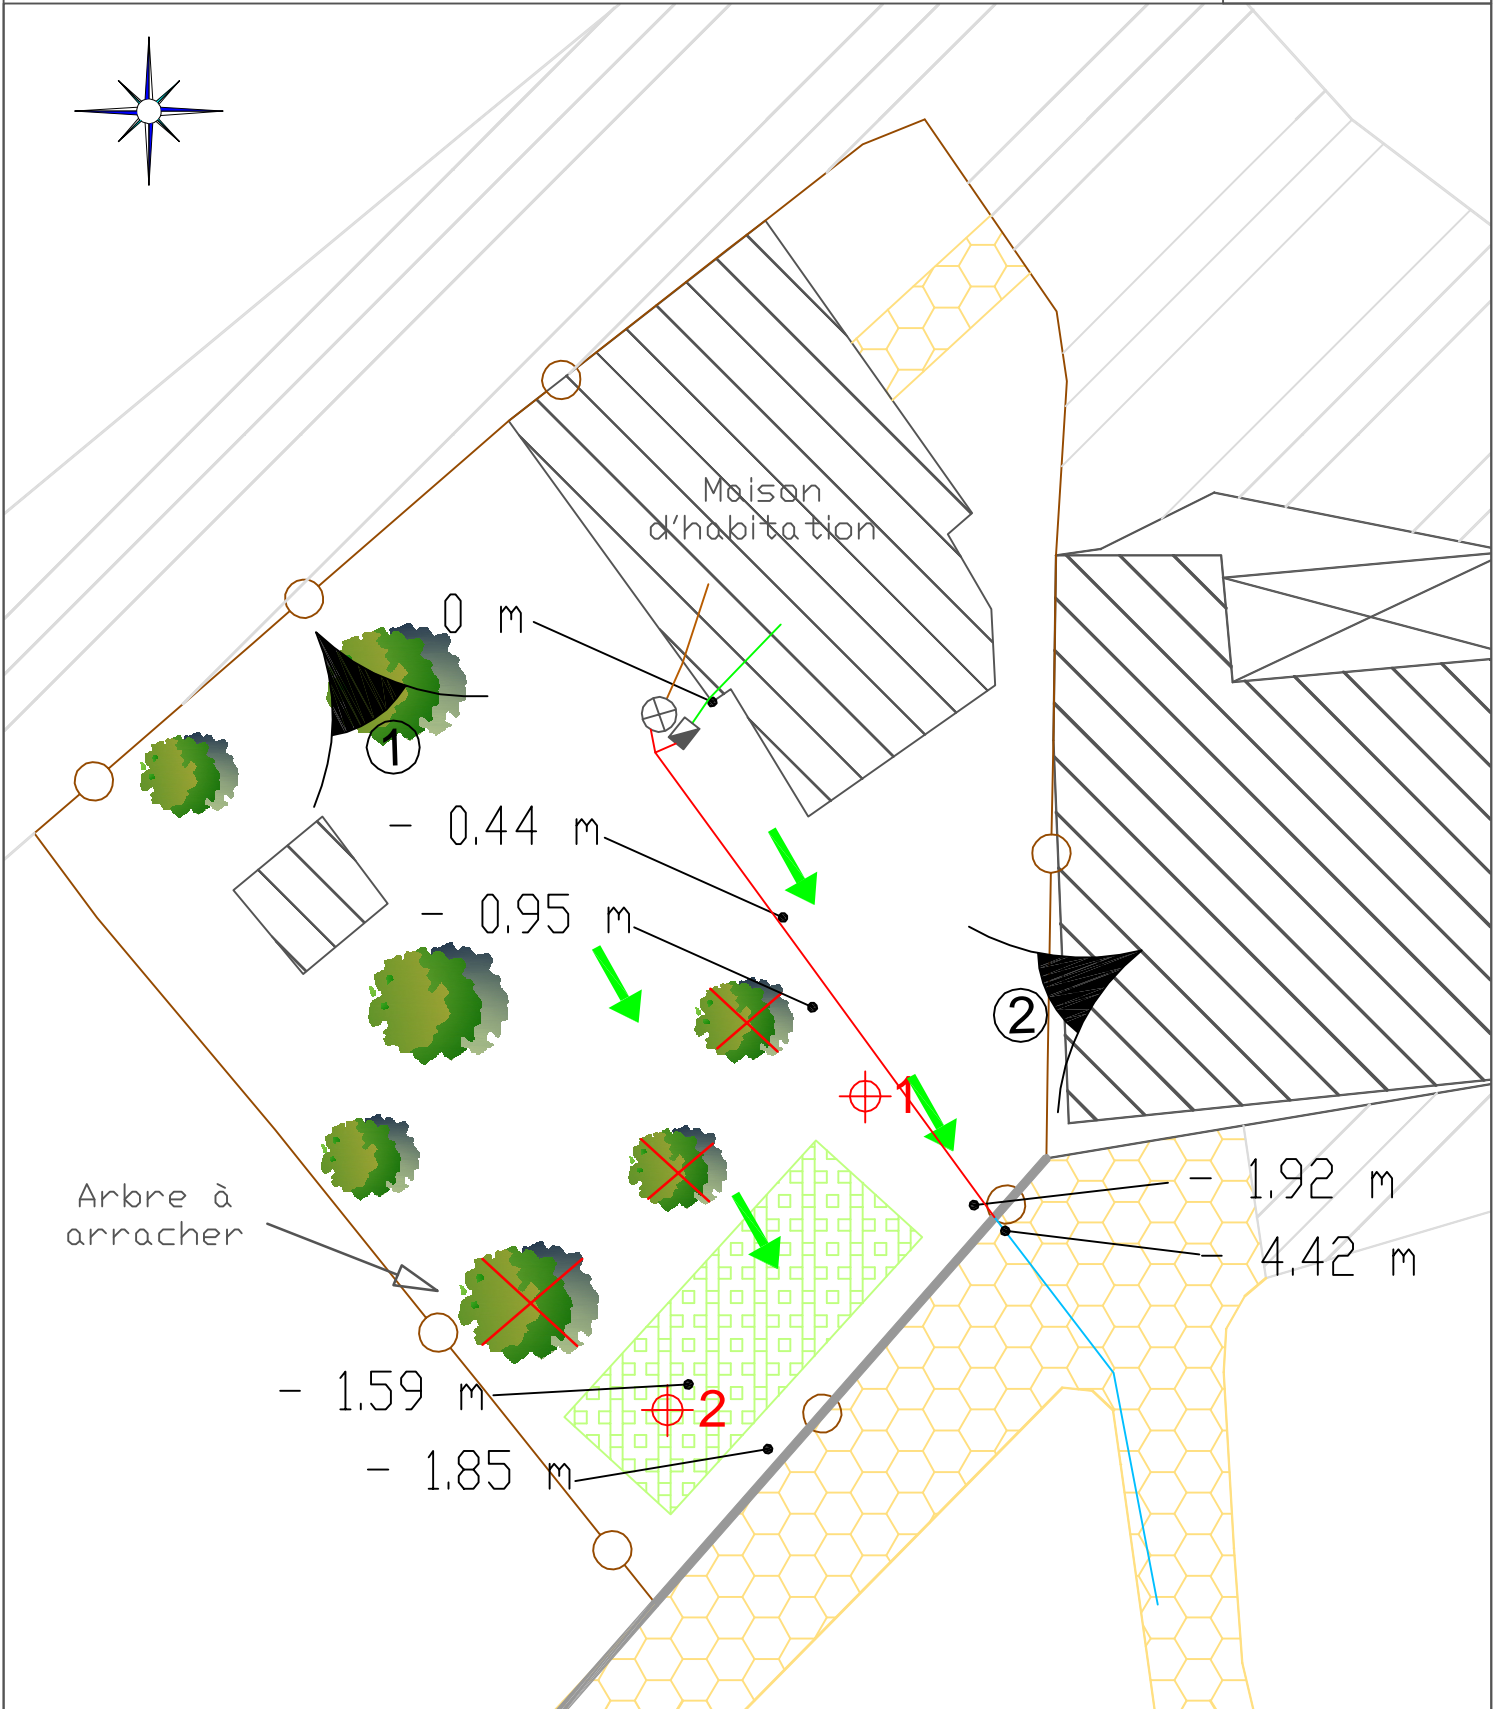 Maison
d'habitation
0 m
1
- 0.44 m
- 0.95 m
2
1
Arbre à
arracher
- 1.92 m
- 4.42 m
- 1.59 m
2
- 1.85 m